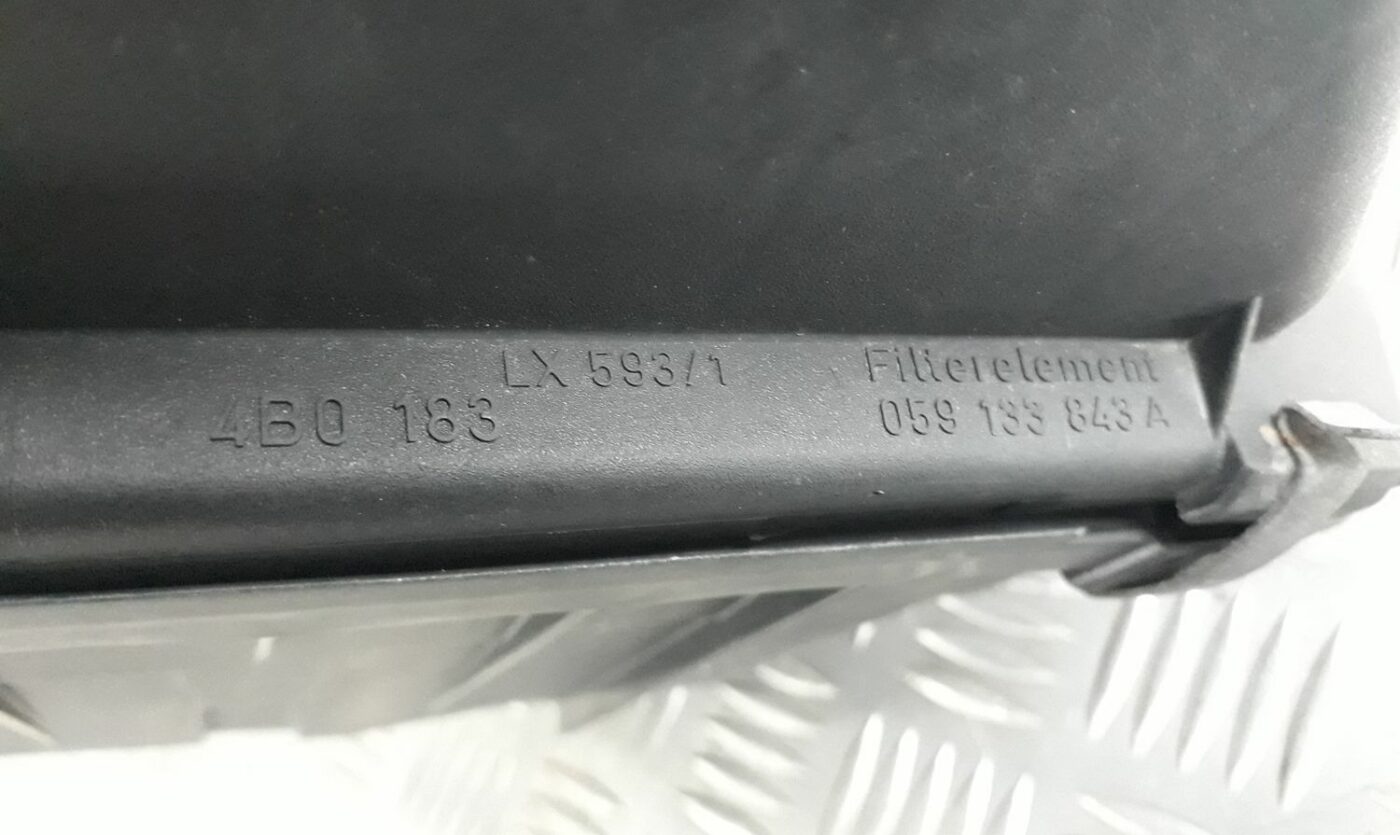 LX 593/1
4B0 183
Filterelement
059 133 843 A